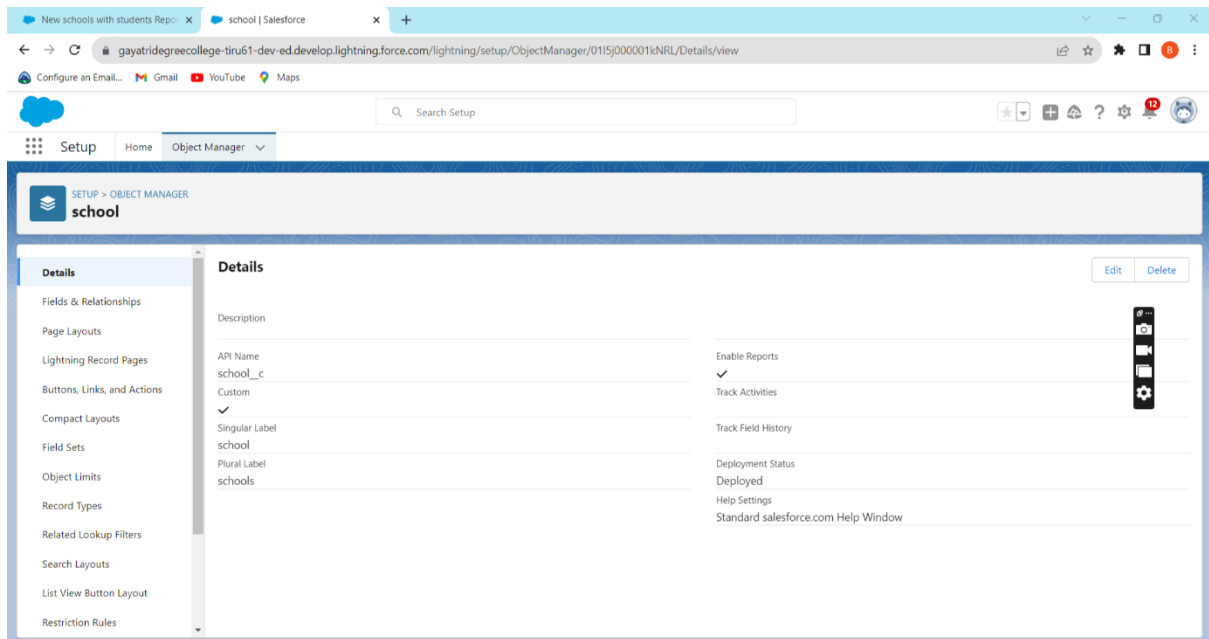 New schools with students Repo
school | Salesforce
gayatridegreecollege-tiru61-dev-ed.develop.lightning.force.com/lightning/setup/ObjectManager/01I5j000001kNRL/Details/view
B
Configure an Email...
Gmail
YouTube
Maps
Search Setup
12
Setup
Home
Object Manager
SETUP > OBJECT MANAGER
school
Details
Fields & Relationships
Page Layouts
Lightning Record Pages
Buttons, Links, and Actions
Compact Layouts
Field Sets
Object Limits
Record Types
Related Lookup Filters
Search Layouts
List View Button Layout
Restriction Rules
Details
Edit
Delete
Description
API Name
school__c
Custom
Singular Label
school
Plural Label
schools
Enable Reports
Track Activities
Track Field History
Deployment Status
Deployed
Help Settings
Standard salesforce.com Help Window